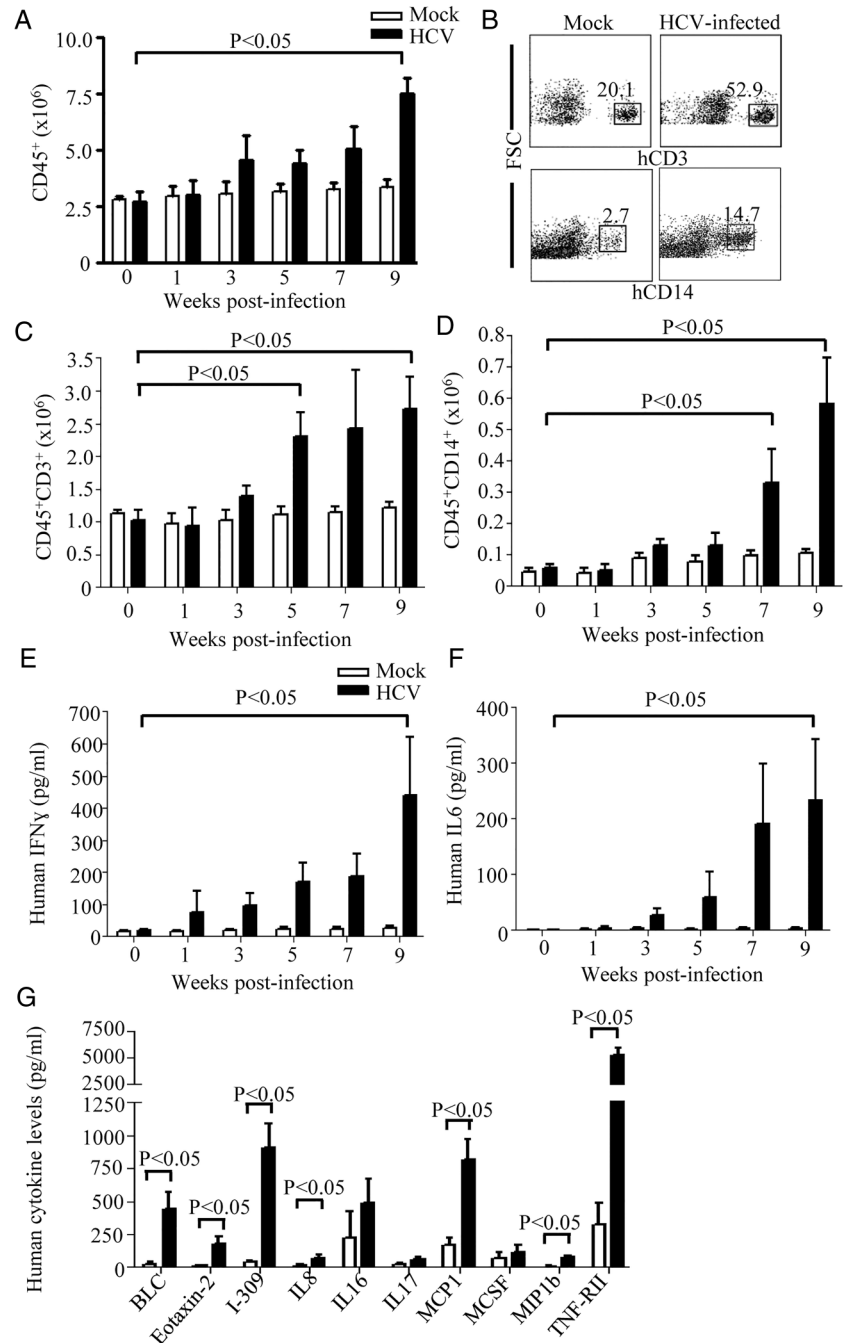 A
Mock
HCV
P<0.05
10.0
7.5
5.0
2.5
0
CD45⁺ (x10⁶)
0 1 3 5 7 9
Weeks post-infection
B
Mock HCV-infected
20.1 52.9
hCD3
FSC
2.7 14.7
hCD14
C
P<0.05
P<0.05
3.5
3.0
2.5
2.0
1.5
1.0
0.5
0
CD45⁺CD3⁺ (x10⁶)
0 1 3 5 7 9
Weeks post-infection
D
P<0.05
P<0.05
0.8
0.7
0.6
0.5
0.4
0.3
0.2
0.1
0
CD45⁺CD14⁺ (x10⁶)
0 1 3 5 7 9
Weeks post-infection
E
Mock
HCV
P<0.05
700
600
500
400
300
200
100
0
Human IFNγ (pg/ml)
0 1 3 5 7 9
Weeks post-infection
F
P<0.05
400
300
200
100
0
Human IL6 (pg/ml)
0 1 3 5 7 9
Weeks post-infection
G
Human cytokine levels (pg/ml)
7500
5000
2500
1250
1000
750
500
250
0
P<0.05
P<0.05
P<0.05
P<0.05
P<0.05
P<0.05
P<0.05
BLC
Eotaxin-2
I-309
IL8
IL16
IL17
MCP1
MCSF
MIP1b
TNF-RII